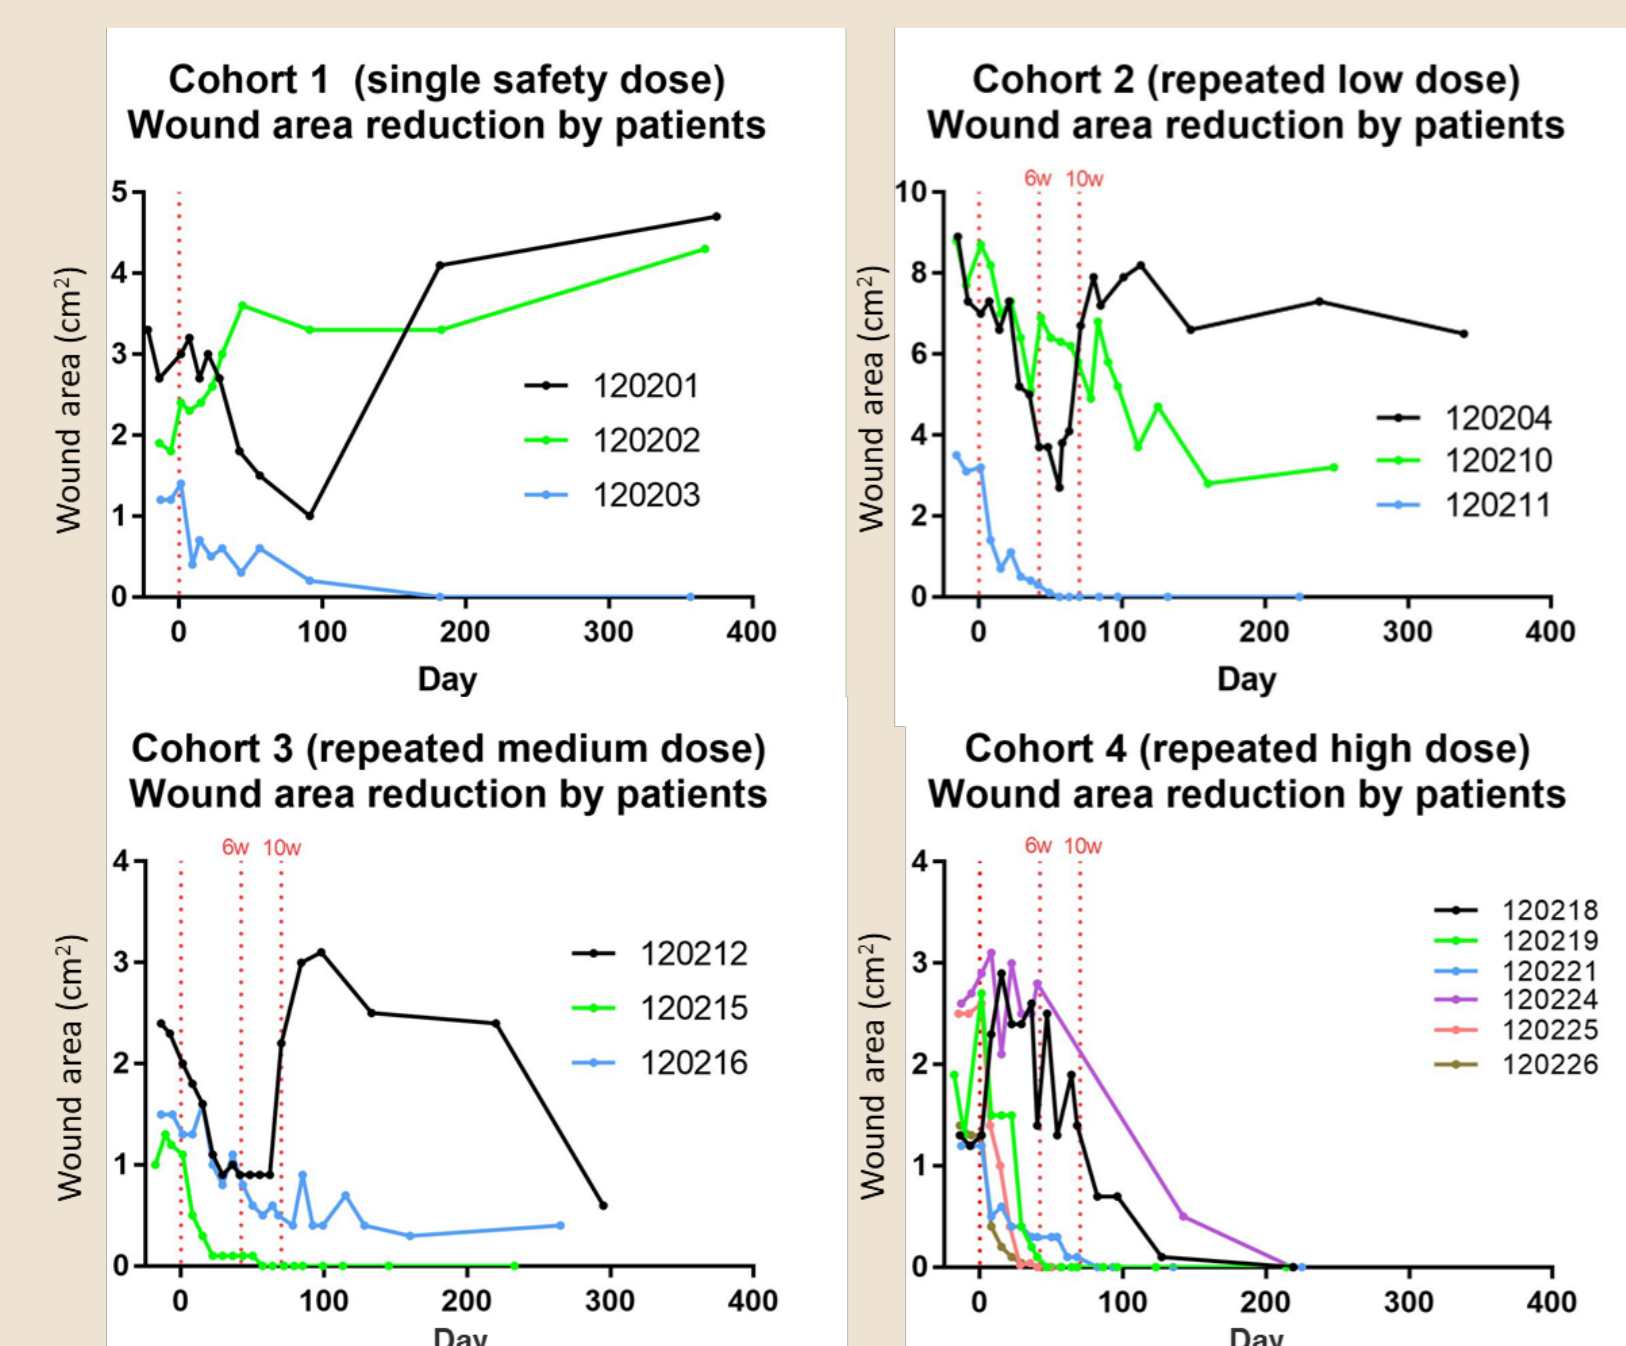 Cohort 1 (single safety dose)
Wound area reduction by patients
Wound area (cm²)
5
4
3
2
1
0
0 100 200 300 400
Day
120201
120202
120203
Cohort 2 (repeated low dose)
Wound area reduction by patients
6w 10w
Wound area (cm²)
10
8
6
4
2
0
0 100 200 300 400
Day
120204
120210
120211
Cohort 3 (repeated medium dose)
Wound area reduction by patients
6w 10w
Wound area (cm²)
4
3
2
1
0
0 100 200 300 400
Day
120212
120215
120216
Cohort 4 (repeated high dose)
Wound area reduction by patients
6w 10w
Wound area (cm²)
4
3
2
1
0
0 100 200 300 400
Day
120218
120219
120221
120224
120225
120226